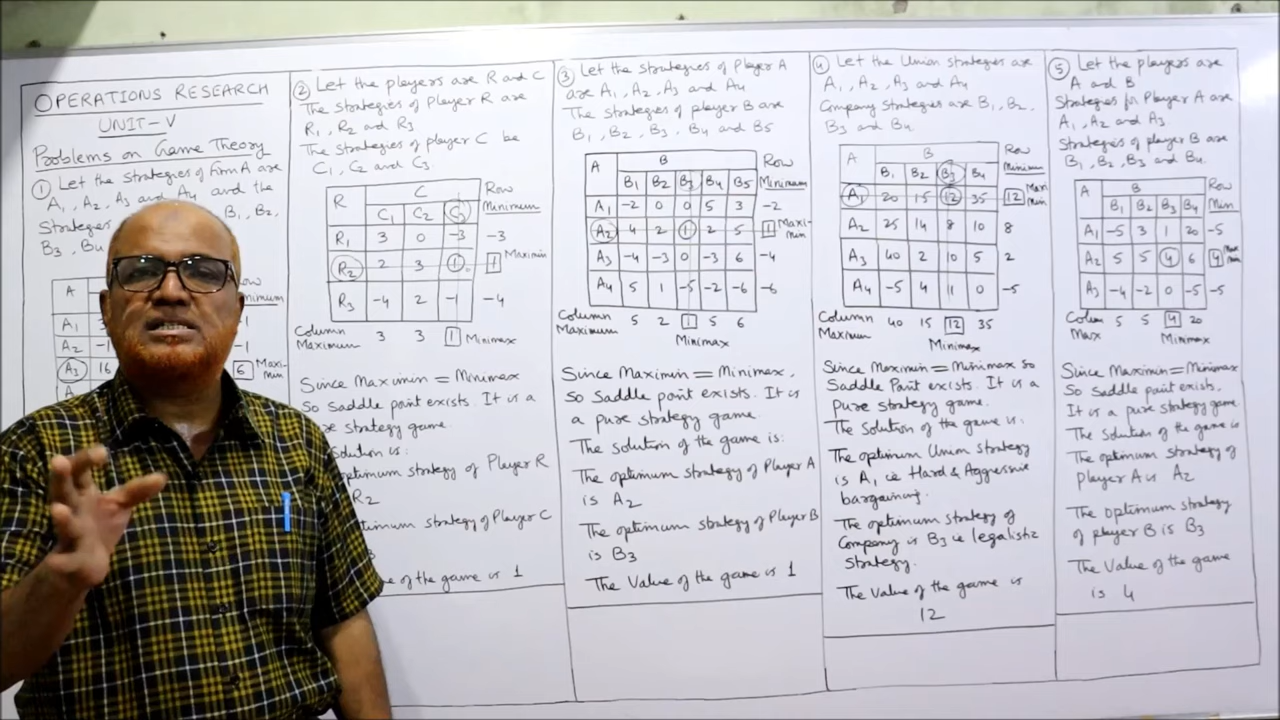 OPERATIONS RESEARCH
UNIT-V
Problems on Game Theory
① Let the strategies of Firm A are
A1, A2, A3 and A4 and the
Strategies B1, B2,
B3, B4
A
Row
Minimum
A1 3 -1
A2 -1 -1
A3 16 6 Maxi-
min
② Let the players are R and C
The strategies of Player R are
R1, R2 and R3
The strategies of player C be
C1, C2 and C3.
R C Row
C1 C2 C3 Minimum
R1 3 0 -3 -3
R2 2 3 1 1 Maximin
R3 -4 2 -1 -4
Column
Maximum 3 3 1 Minimax
Since Maximin = Minimax
So saddle point exists. It is a
strategy game.
solution is:
optimum strategy of Player R
R2
optimum strategy of Player C
3
of the game is 1
③ Let the strategies of Player A
are A1, A2, A3 and A4
The strategies of player B are
B1, B2, B3, B4 and B5
A B Row
B1 B2 B3 B4 B5 Minimum
A1 -2 0 0 5 3 -2
A2 4 2 1 2 5 1 Maxi-
min
A3 -4 -3 0 -3 6 -4
A4 5 1 -5 -2 -6 -6
Column
Maximum 5 2 1 5 6
Minimax
Since Maximin = Minimax,
So saddle point exists. It is
a pure strategy game.
The solution of the game is:
The optimum strategy of Player A
is A2
The optimum strategy of Player B
is B3
The Value of the game is 1
④ Let the Union strategies are
A1, A2, A3 and A4
Company strategies are B1, B2,
B3 and B4.
A B Row
B1 B2 B3 B4 Minimum
A1 20 15 12 35 12 Maxi
min
A2 25 14 8 10 8
A3 40 2 10 5 2
A4 -5 4 11 0 -5
Column
Maximum 40 15 12 35
Minimax
Since Maximin = Minimax so
Saddle Point exists. It is a
pure strategy game.
The solution of the game is:
The optimum Union strategy
is A1 ie Hard & Aggressive
bargaining.
The optimum strategy of
Company is B3 ie legalistic
strategy.
The Value of the game is
12
⑤ Let the players are
A and B
Strategies for Player A are
A1, A2 and A3
Strategies of player B are
B1, B2, B3 and B4.
A B Row
B1 B2 B3 B4 Min
A1 -5 3 1 20 -5
A2 5 5 4 6 4 Max
min
A3 -4 -2 0 -5 -5
Colum
Max 5 5 4 20
Minimax
Since Maximin = Minimax
So saddle point exists.
It is a pure strategy game.
The solution of the game is
The optimum strategy of
player A is A2
The optimum strategy
of player B is B3
The Value of the game
is 4